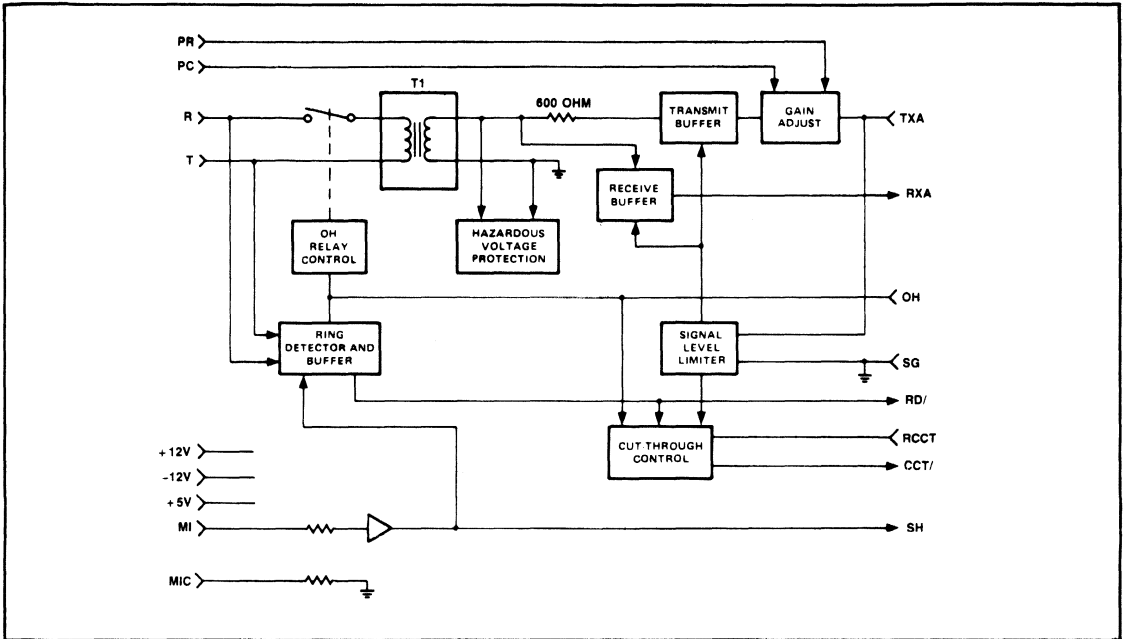 PR
PC
T1
R
600 OHM
TRANSMIT
BUFFER
GAIN
ADJUST
TXA
T
RECEIVE
BUFFER
RXA
OH
RELAY
CONTROL
HAZARDOUS
VOLTAGE
PROTECTION
OH
RING
DETECTOR AND
BUFFER
SIGNAL
LEVEL
LIMITER
SG
RD/
CUT-THROUGH
CONTROL
RCCT
CCT/
+12V
-12V
+5V
MI
SH
MIC